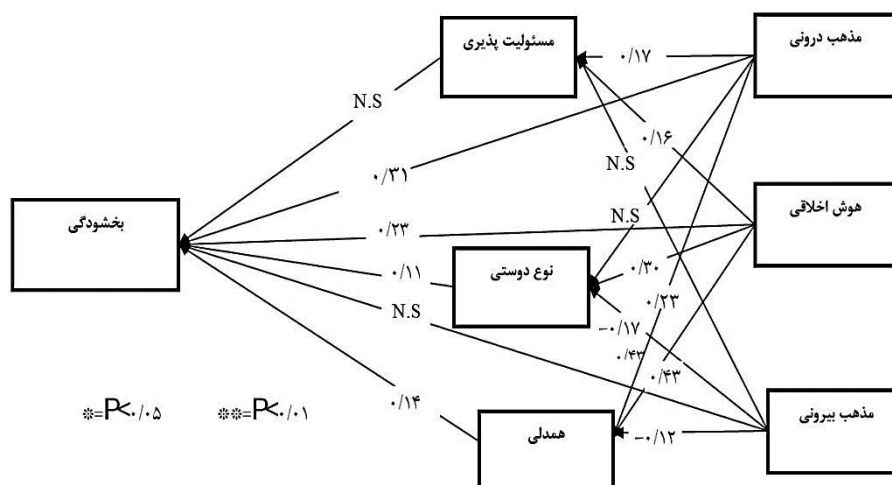 مسئولیت پذیری
مذهب درونی
۰/۱۷
N.S
۰/۱۶
N.S
۰/۳۱
هوش اخلاقی
بخشودگی
N.S
۰/۲۳
نوع دوستی
۰/۱۱
۰/۳۰
۰/۲۳
N.S
-۰/۱۷
۰/۴۳
۰/۴۳
مذهب بیرونی
*=P<۰/۰۵
**=P<۰/۰۱
۰/۱۴
همدلی
-۰/۱۲